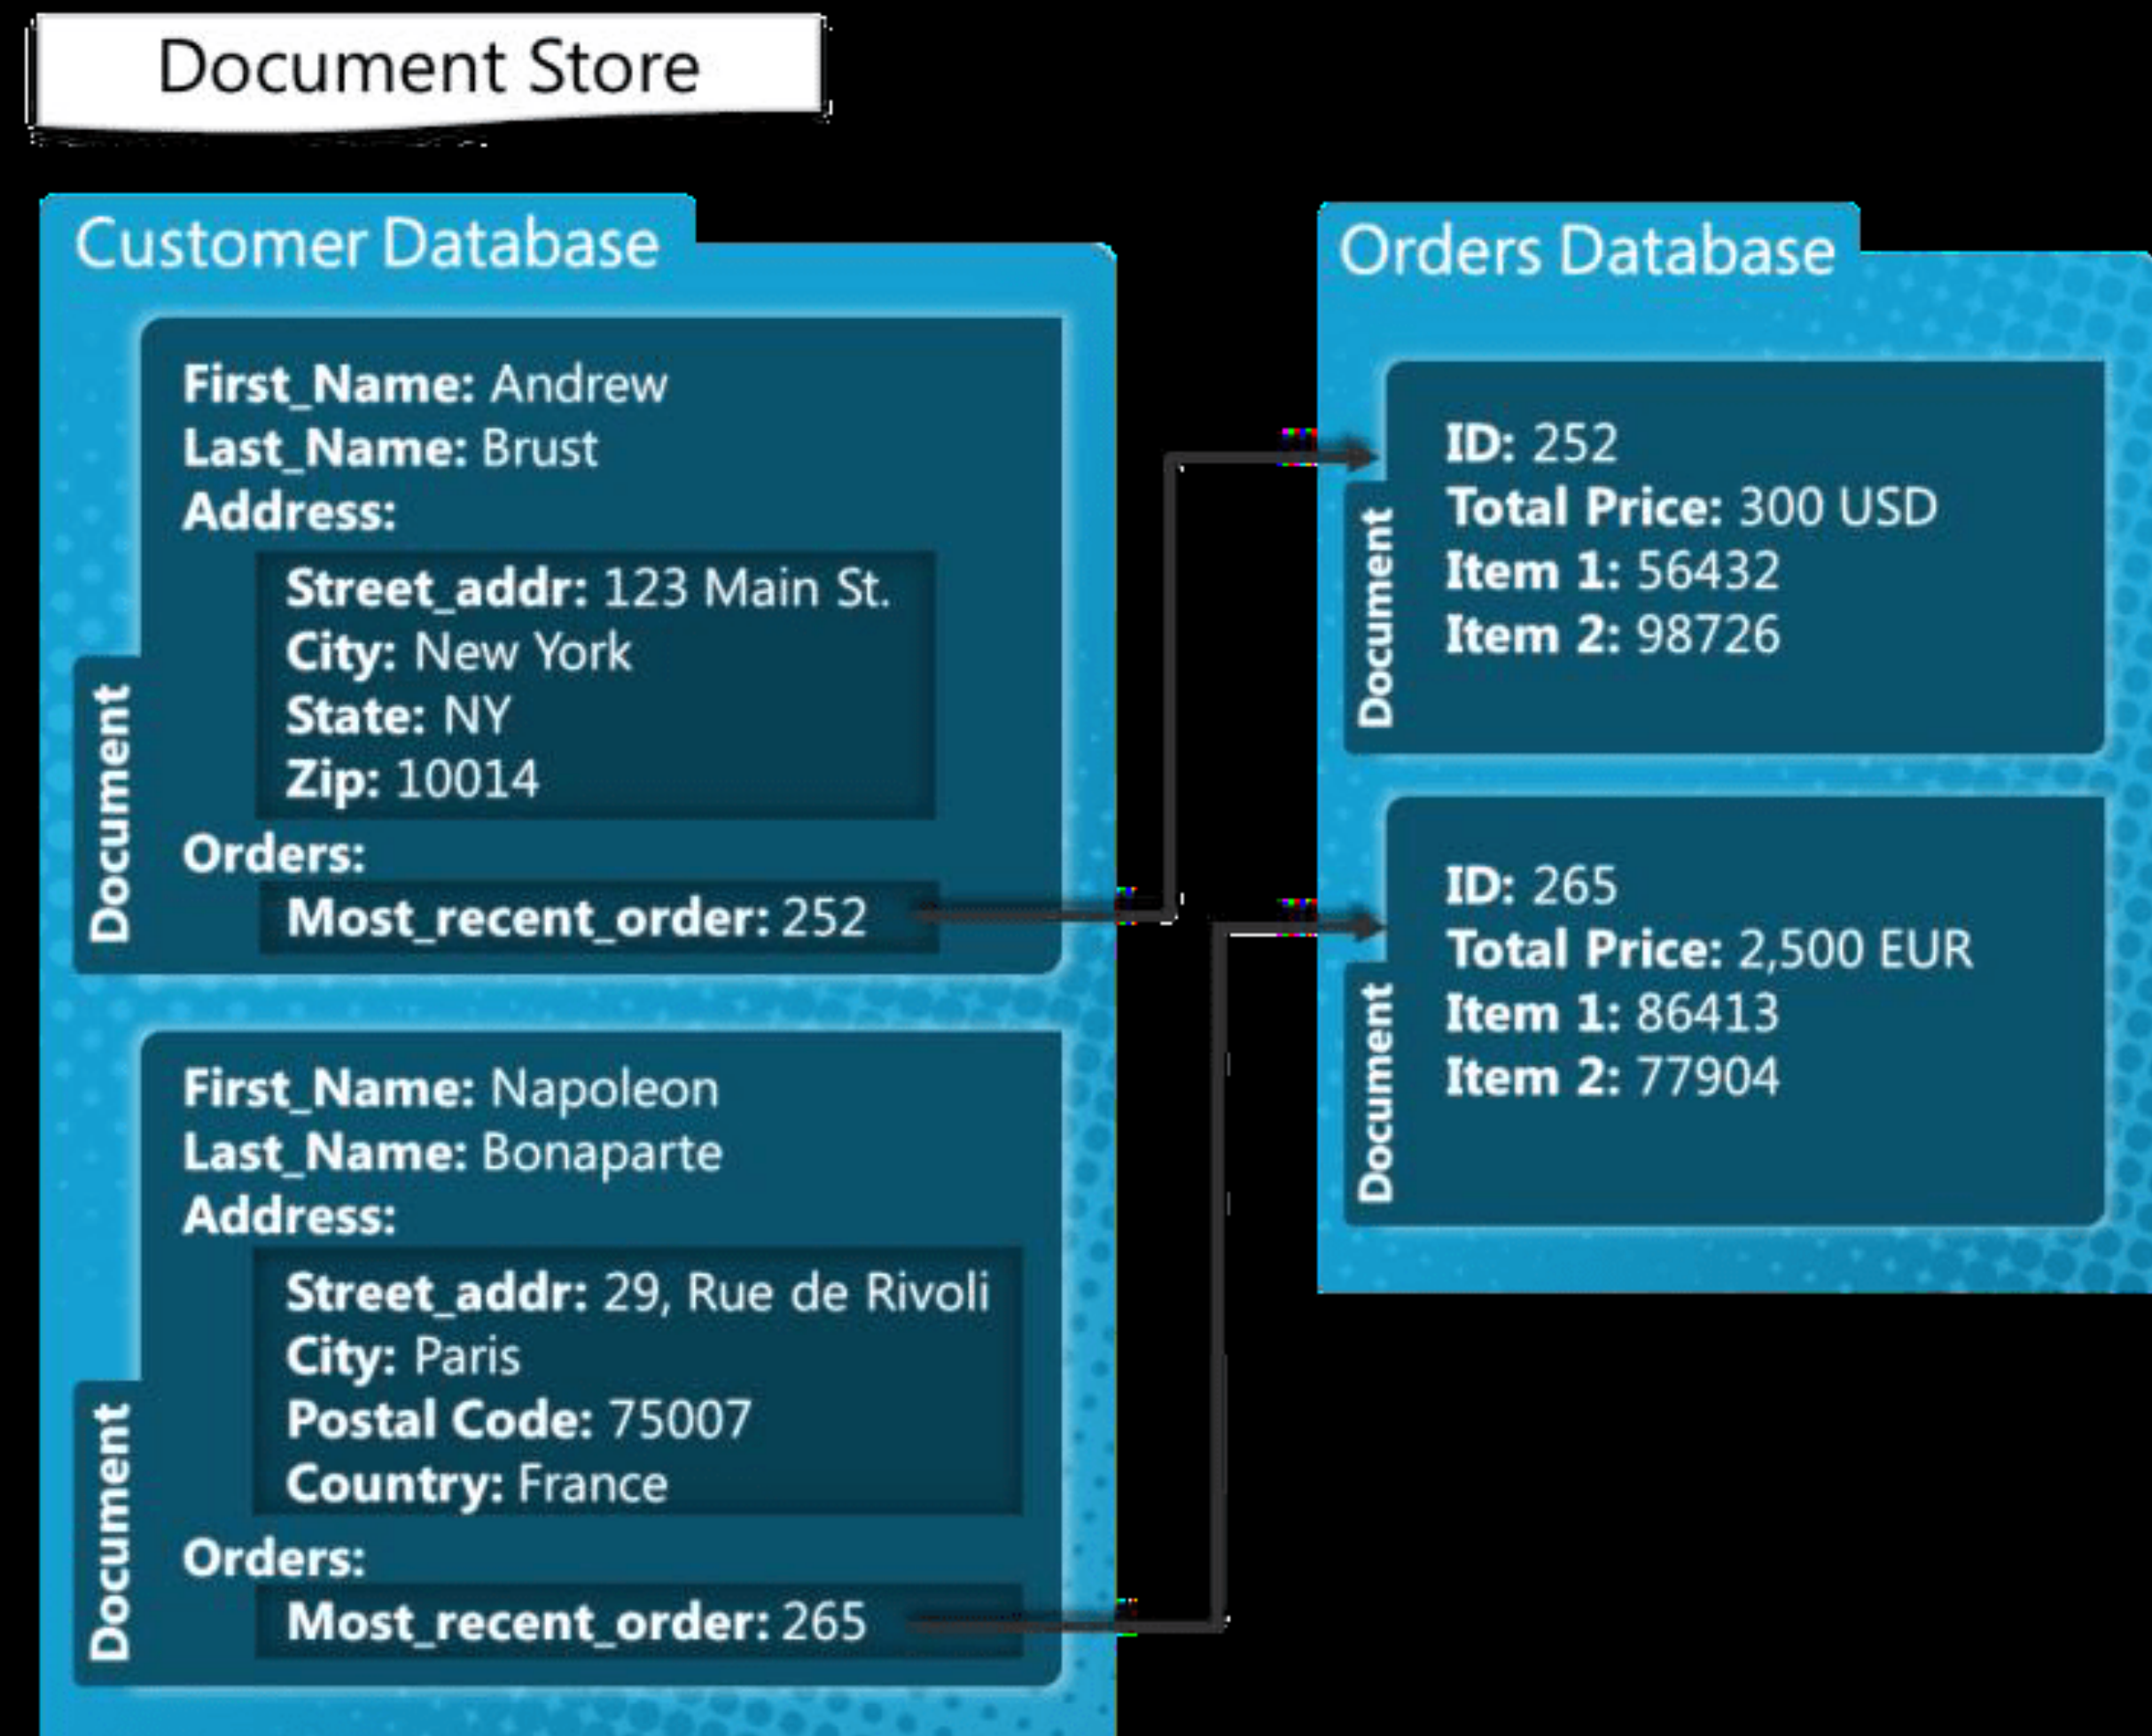 Document Store
Customer Database
Document
First_Name: Andrew
Last_Name: Brust
Address:
Street_addr: 123 Main St.
City: New York
State: NY
Zip: 10014
Orders:
Most_recent_order: 252
Document
First_Name: Napoleon
Last_Name: Bonaparte
Address:
Street_addr: 29, Rue de Rivoli
City: Paris
Postal Code: 75007
Country: France
Orders:
Most_recent_order: 265
Orders Database
Document
ID: 252
Total Price: 300 USD
Item 1: 56432
Item 2: 98726
Document
ID: 265
Total Price: 2,500 EUR
Item 1: 86413
Item 2: 77904